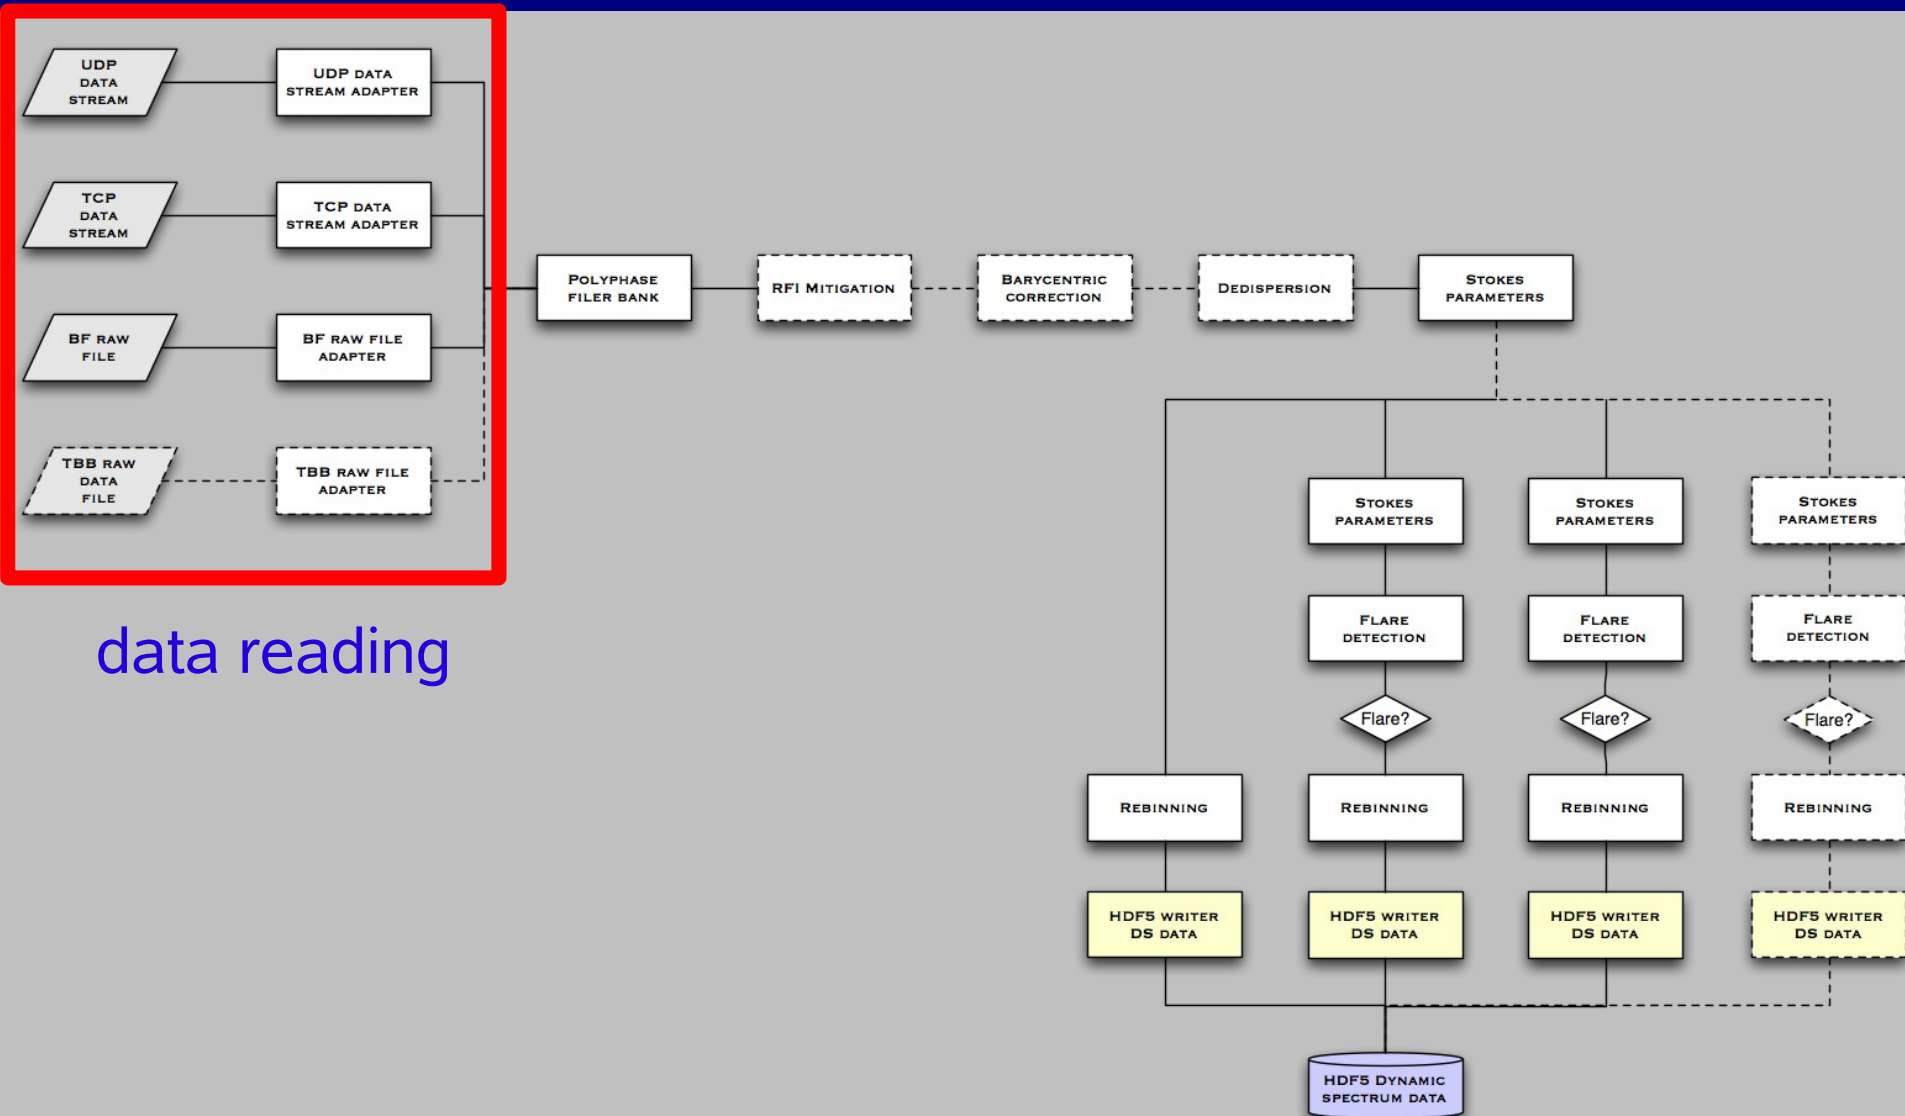 UDP
DATA
STREAM
UDP DATA
STREAM ADAPTER
TCP
DATA
STREAM
TCP DATA
STREAM ADAPTER
BF RAW
FILE
BF RAW FILE
ADAPTER
TBB RAW
DATA
FILE
TBB RAW FILE
ADAPTER
data reading
POLYPHASE
FILER BANK
RFI MITIGATION
BARYCENTRIC
CORRECTION
DEDISPERSION
STOKES
PARAMETERS
STOKES
PARAMETERS
STOKES
PARAMETERS
STOKES
PARAMETERS
FLARE
DETECTION
FLARE
DETECTION
FLARE
DETECTION
Flare?
Flare?
Flare?
REBINNING
REBINNING
REBINNING
REBINNING
HDF5 WRITER
DS DATA
HDF5 WRITER
DS DATA
HDF5 WRITER
DS DATA
HDF5 WRITER
DS DATA
HDF5 DYNAMIC
SPECTRUM DATA